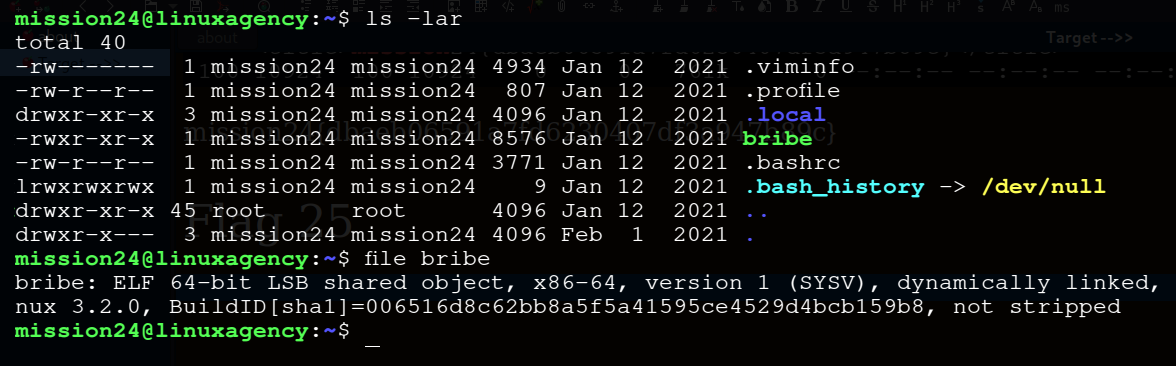 mission24@linuxagency:~$ ls -lar
total 40
-rw------- 1 mission24 mission24 4934 Jan 12 2021 .viminfo
-rw-r--r-- 1 mission24 mission24 807 Jan 12 2021 .profile
drwxr-xr-x 3 mission24 mission24 4096 Jan 12 2021 .local
-rwxr-xr-x 1 mission24 mission24 8576 Jan 12 2021 bribe
-rw-r--r-- 1 mission24 mission24 3771 Jan 12 2021 .bashrc
lrwxrwxrwx 1 mission24 mission24 9 Jan 12 2021 .bash_history -> /dev/null
drwxr-xr-x 45 root root 4096 Jan 12 2021 ..
drwxr-x--- 3 mission24 mission24 4096 Feb 1 2021 .
mission24@linuxagency:~$ file bribe
bribe: ELF 64-bit LSB shared object, x86-64, version 1 (SYSV), dynamically linked,
nux 3.2.0, BuildID[sha1]=006516d8c62bb8a5f5a41595ce4529d4bcb159b8, not stripped
mission24@linuxagency:~$ _
about
Target-->>
Flag 25